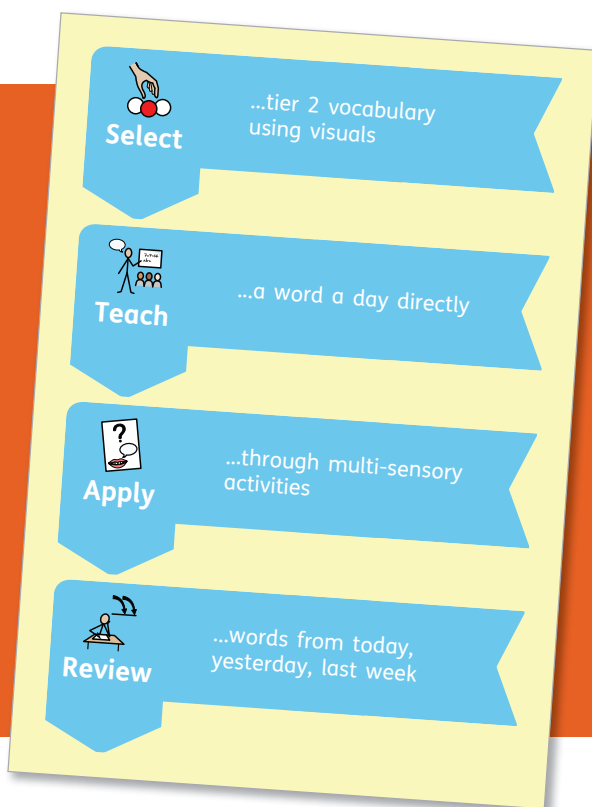 Select
...tier 2 vocabulary
using visuals
Teach
...a word a day directly
?
Apply
...through multi-sensory
activities
Review
...words from today,
yesterday, last week